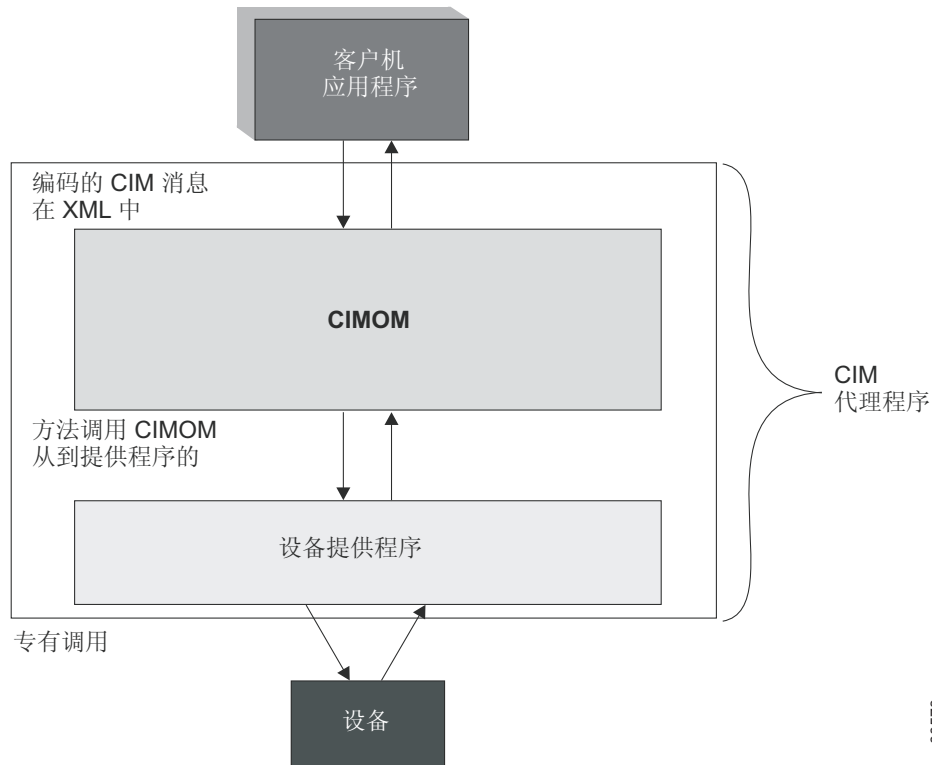 客户机
应用程序
编码的 CIM 消息
在 XML 中
CIMOM
CIM
代理程序
方法调用 CIMOM
从到提供程序的
设备提供程序
专有调用
设备